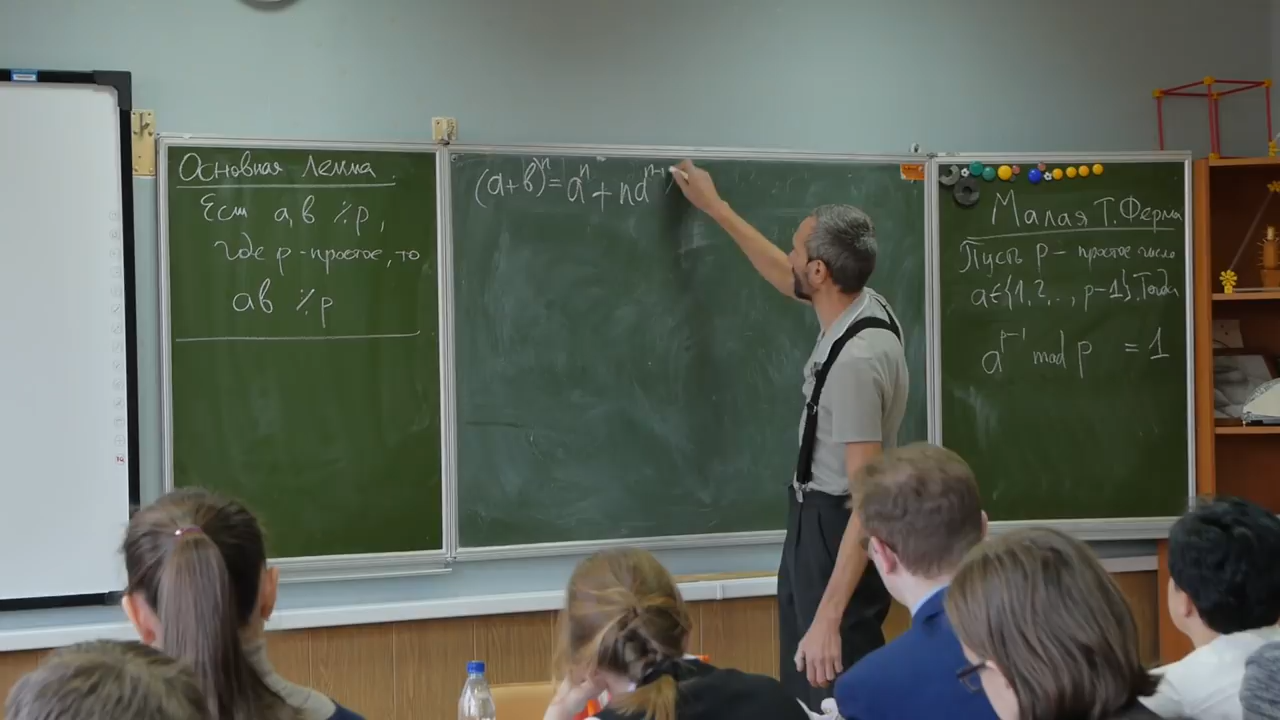 Основная Лемма.
Если a, b ⁒ p,
где p - простое, то
ab ⁒ p
(a+b)ⁿ = aⁿ + naⁿ⁻¹
Малая Т. Ферма
Пусть p - простое число
a∈{1,2,.., p-1}. Тогда
aᵖ⁻¹ mod p = 1